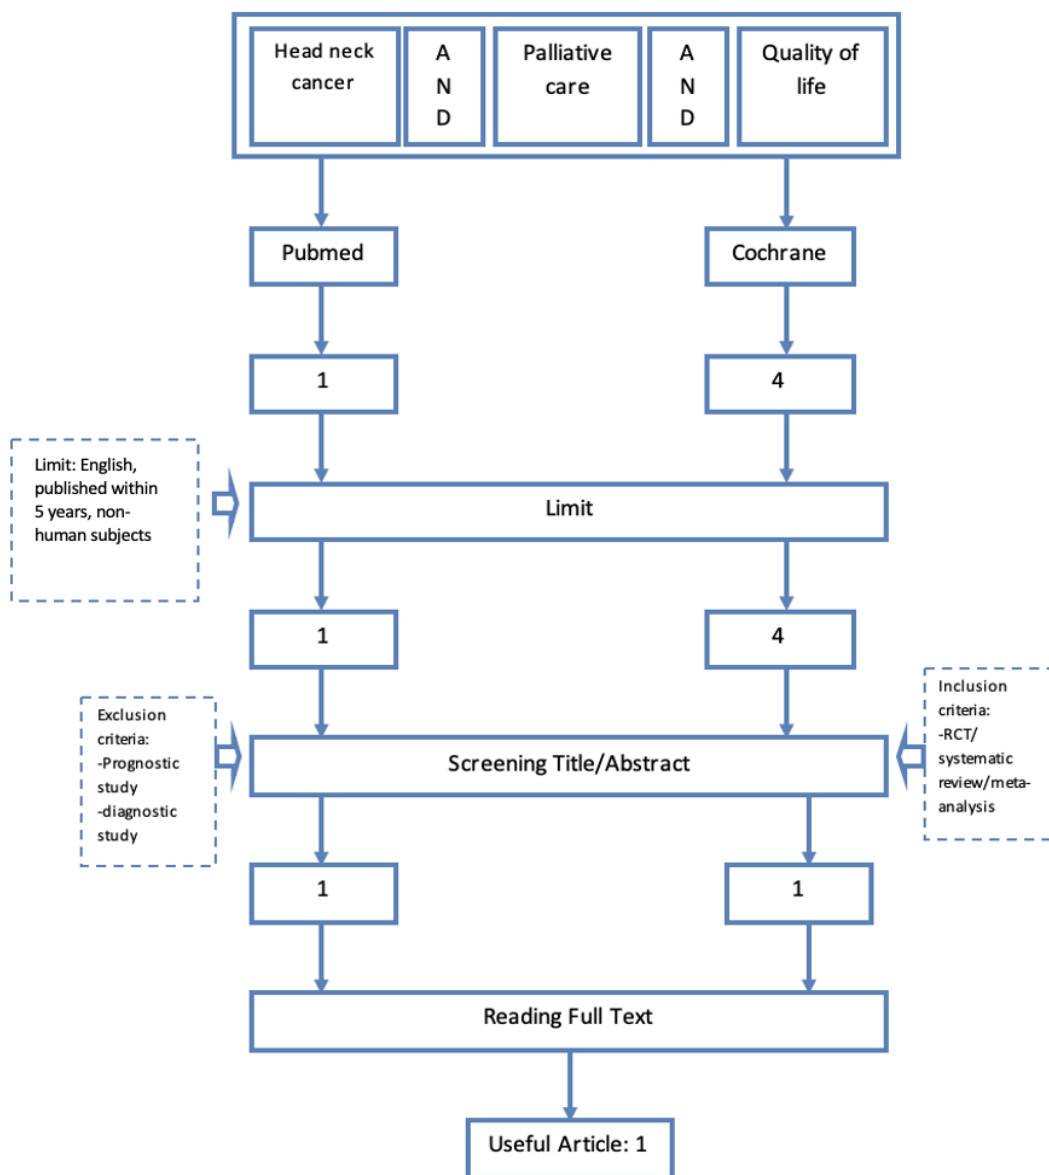 Head neck
cancer
A
N
D
Palliative
care
A
N
D
Quality of
life
Pubmed
Cochrane
1
4
Limit: English,
published within
5 years, non-
human subjects
Limit
1
4
Exclusion
criteria:
-Prognostic
study
-diagnostic
study
Screening Title/Abstract
Inclusion
criteria:
-RCT/
systematic
review/meta-
analysis
1
1
Reading Full Text
Useful Article: 1